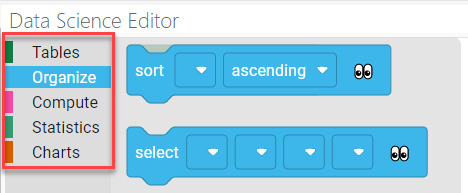 Data Science Editor
Tables
Organize
Compute
Statistics
Charts
sort ascending
select